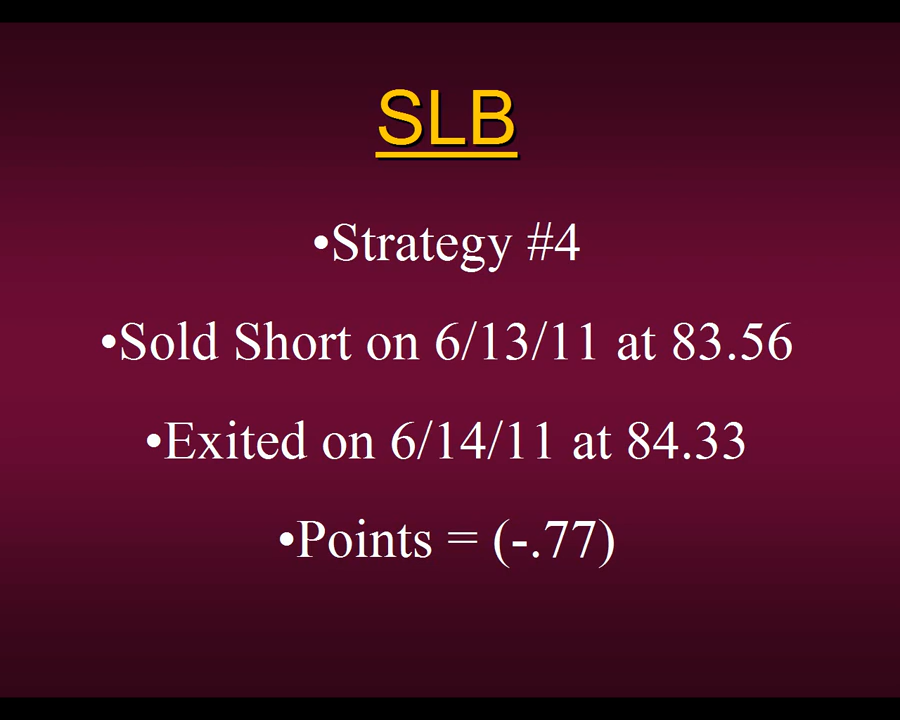 SLB
•Strategy #4
•Sold Short on 6/13/11 at 83.56
•Exited on 6/14/11 at 84.33
•Points = (-.77)